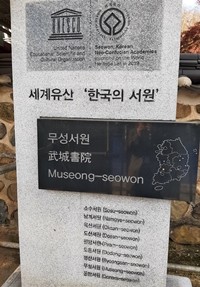 unesco
United Nations
Educational, Scientific and
Cultural Organization
Seowon, Korean
Neo-Confucian Academies
inscribed on the World
Heritage List in 2019
세계유산 ‘한국의 서원’
무성서원
武城書院
Museong-seowon
소수서원 (Sosu-seowon)
남계서원 (Namgye-seowon)
옥산서원 (Oksan-seowon)
도산서원 (Dosan-seowon)
필암서원 (Piram-seowon)
도동서원 (Dodong-seowon)
병산서원 (Byeongsan-seowon)
무성서원 (Museong-seowon)
돈암서원 (Donam-seowon)